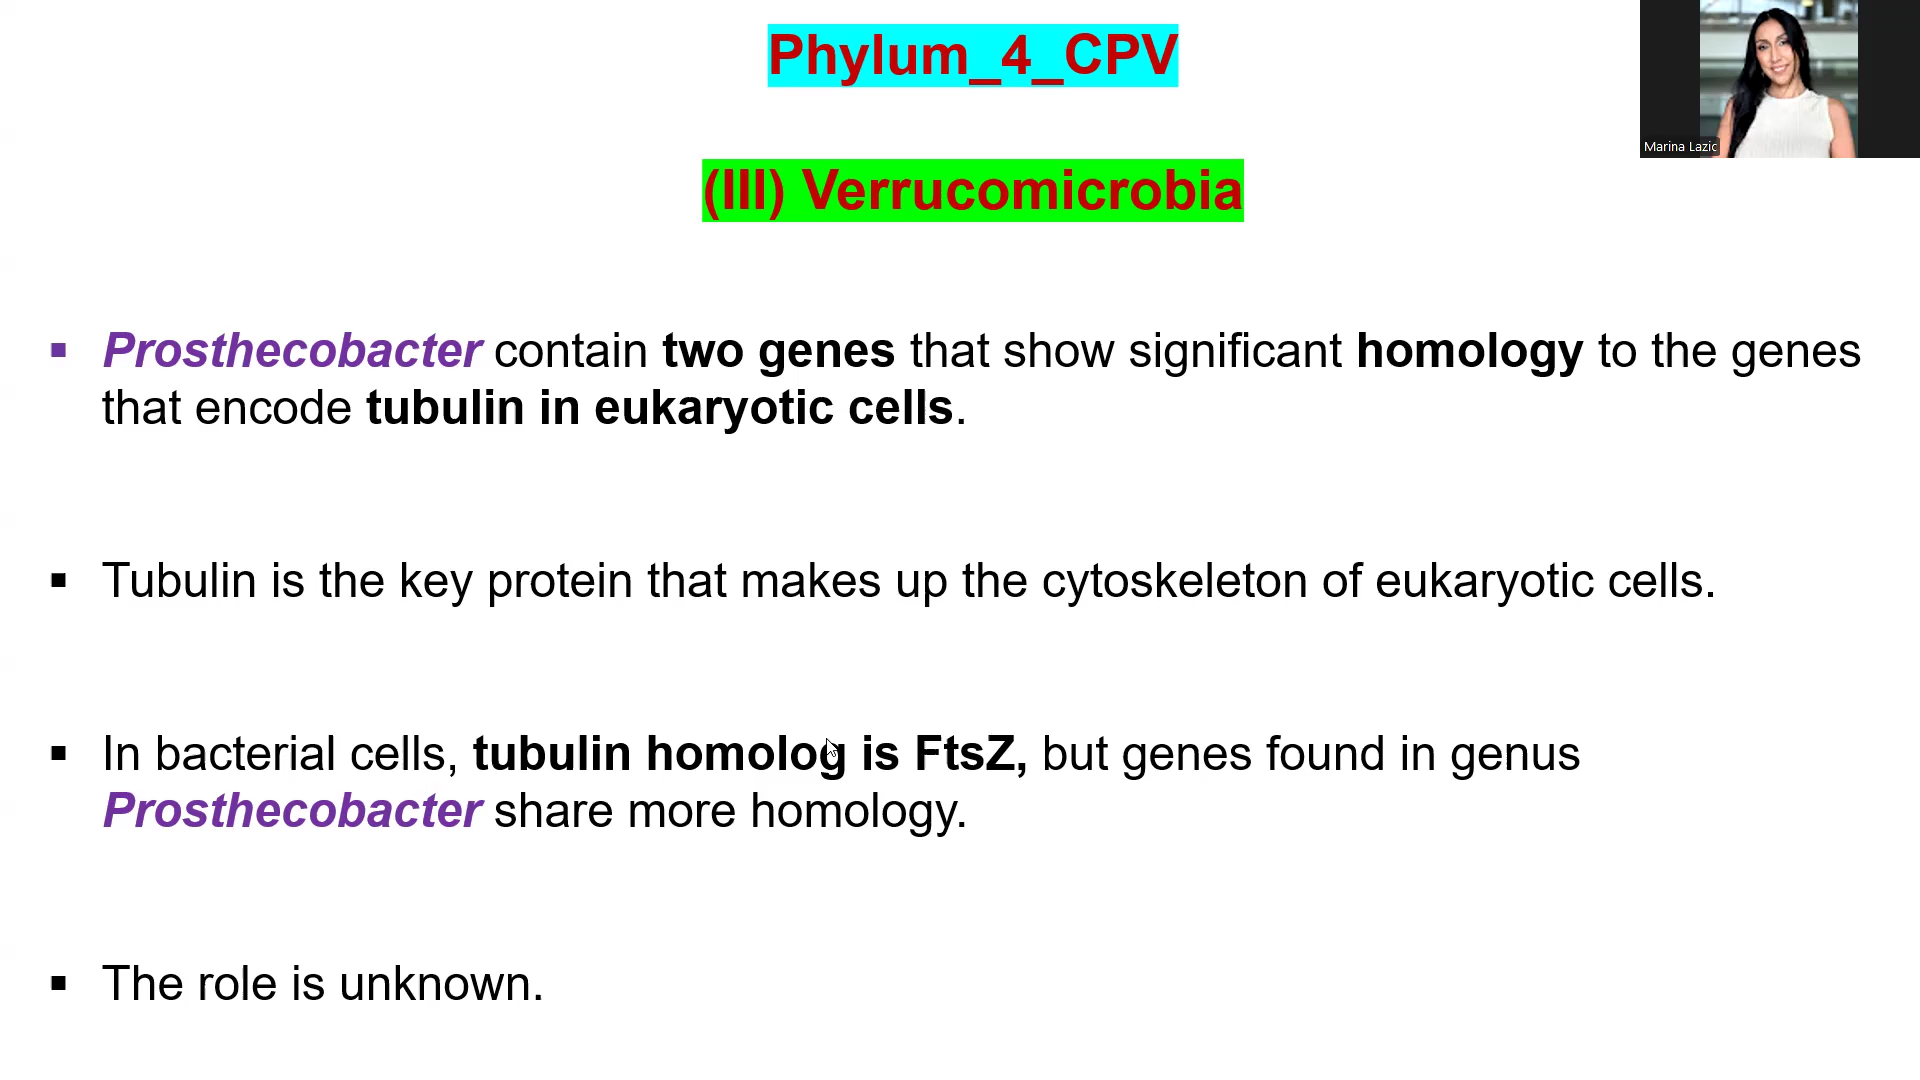 Phylum_4_CPV
Marina Lazic
(III) Verrucomicrobia
▪ Prosthecobacter contain two genes that show significant homology to the genes
that encode tubulin in eukaryotic cells.
▪ Tubulin is the key protein that makes up the cytoskeleton of eukaryotic cells.
▪ In bacterial cells, tubulin homolog is FtsZ, but genes found in genus
Prosthecobacter share more homology.
▪ The role is unknown.